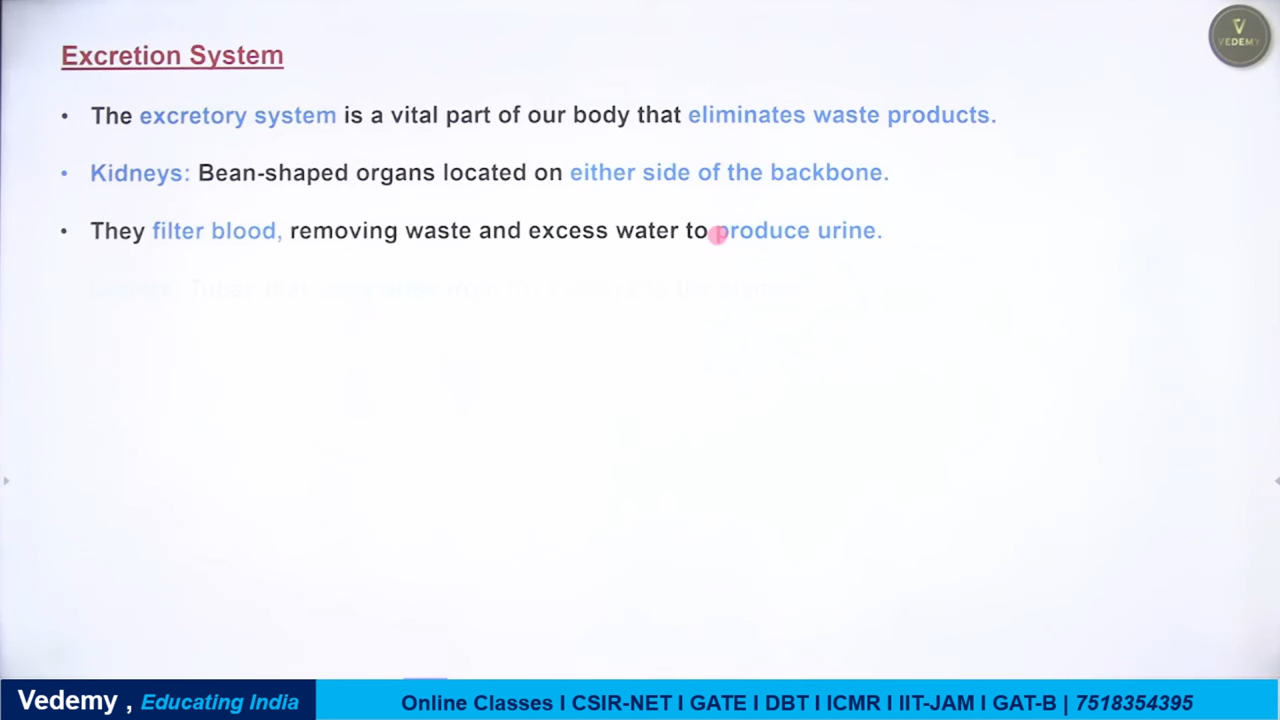 Excretion System
VEDEMY
• The excretory system is a vital part of our body that eliminates waste products.
• Kidneys: Bean-shaped organs located on either side of the backbone.
• They filter blood, removing waste and excess water to produce urine.
Vedemy , Educating India
Online Classes I CSIR-NET I GATE I DBT I ICMR I IIT-JAM I GAT-B | 7518354395